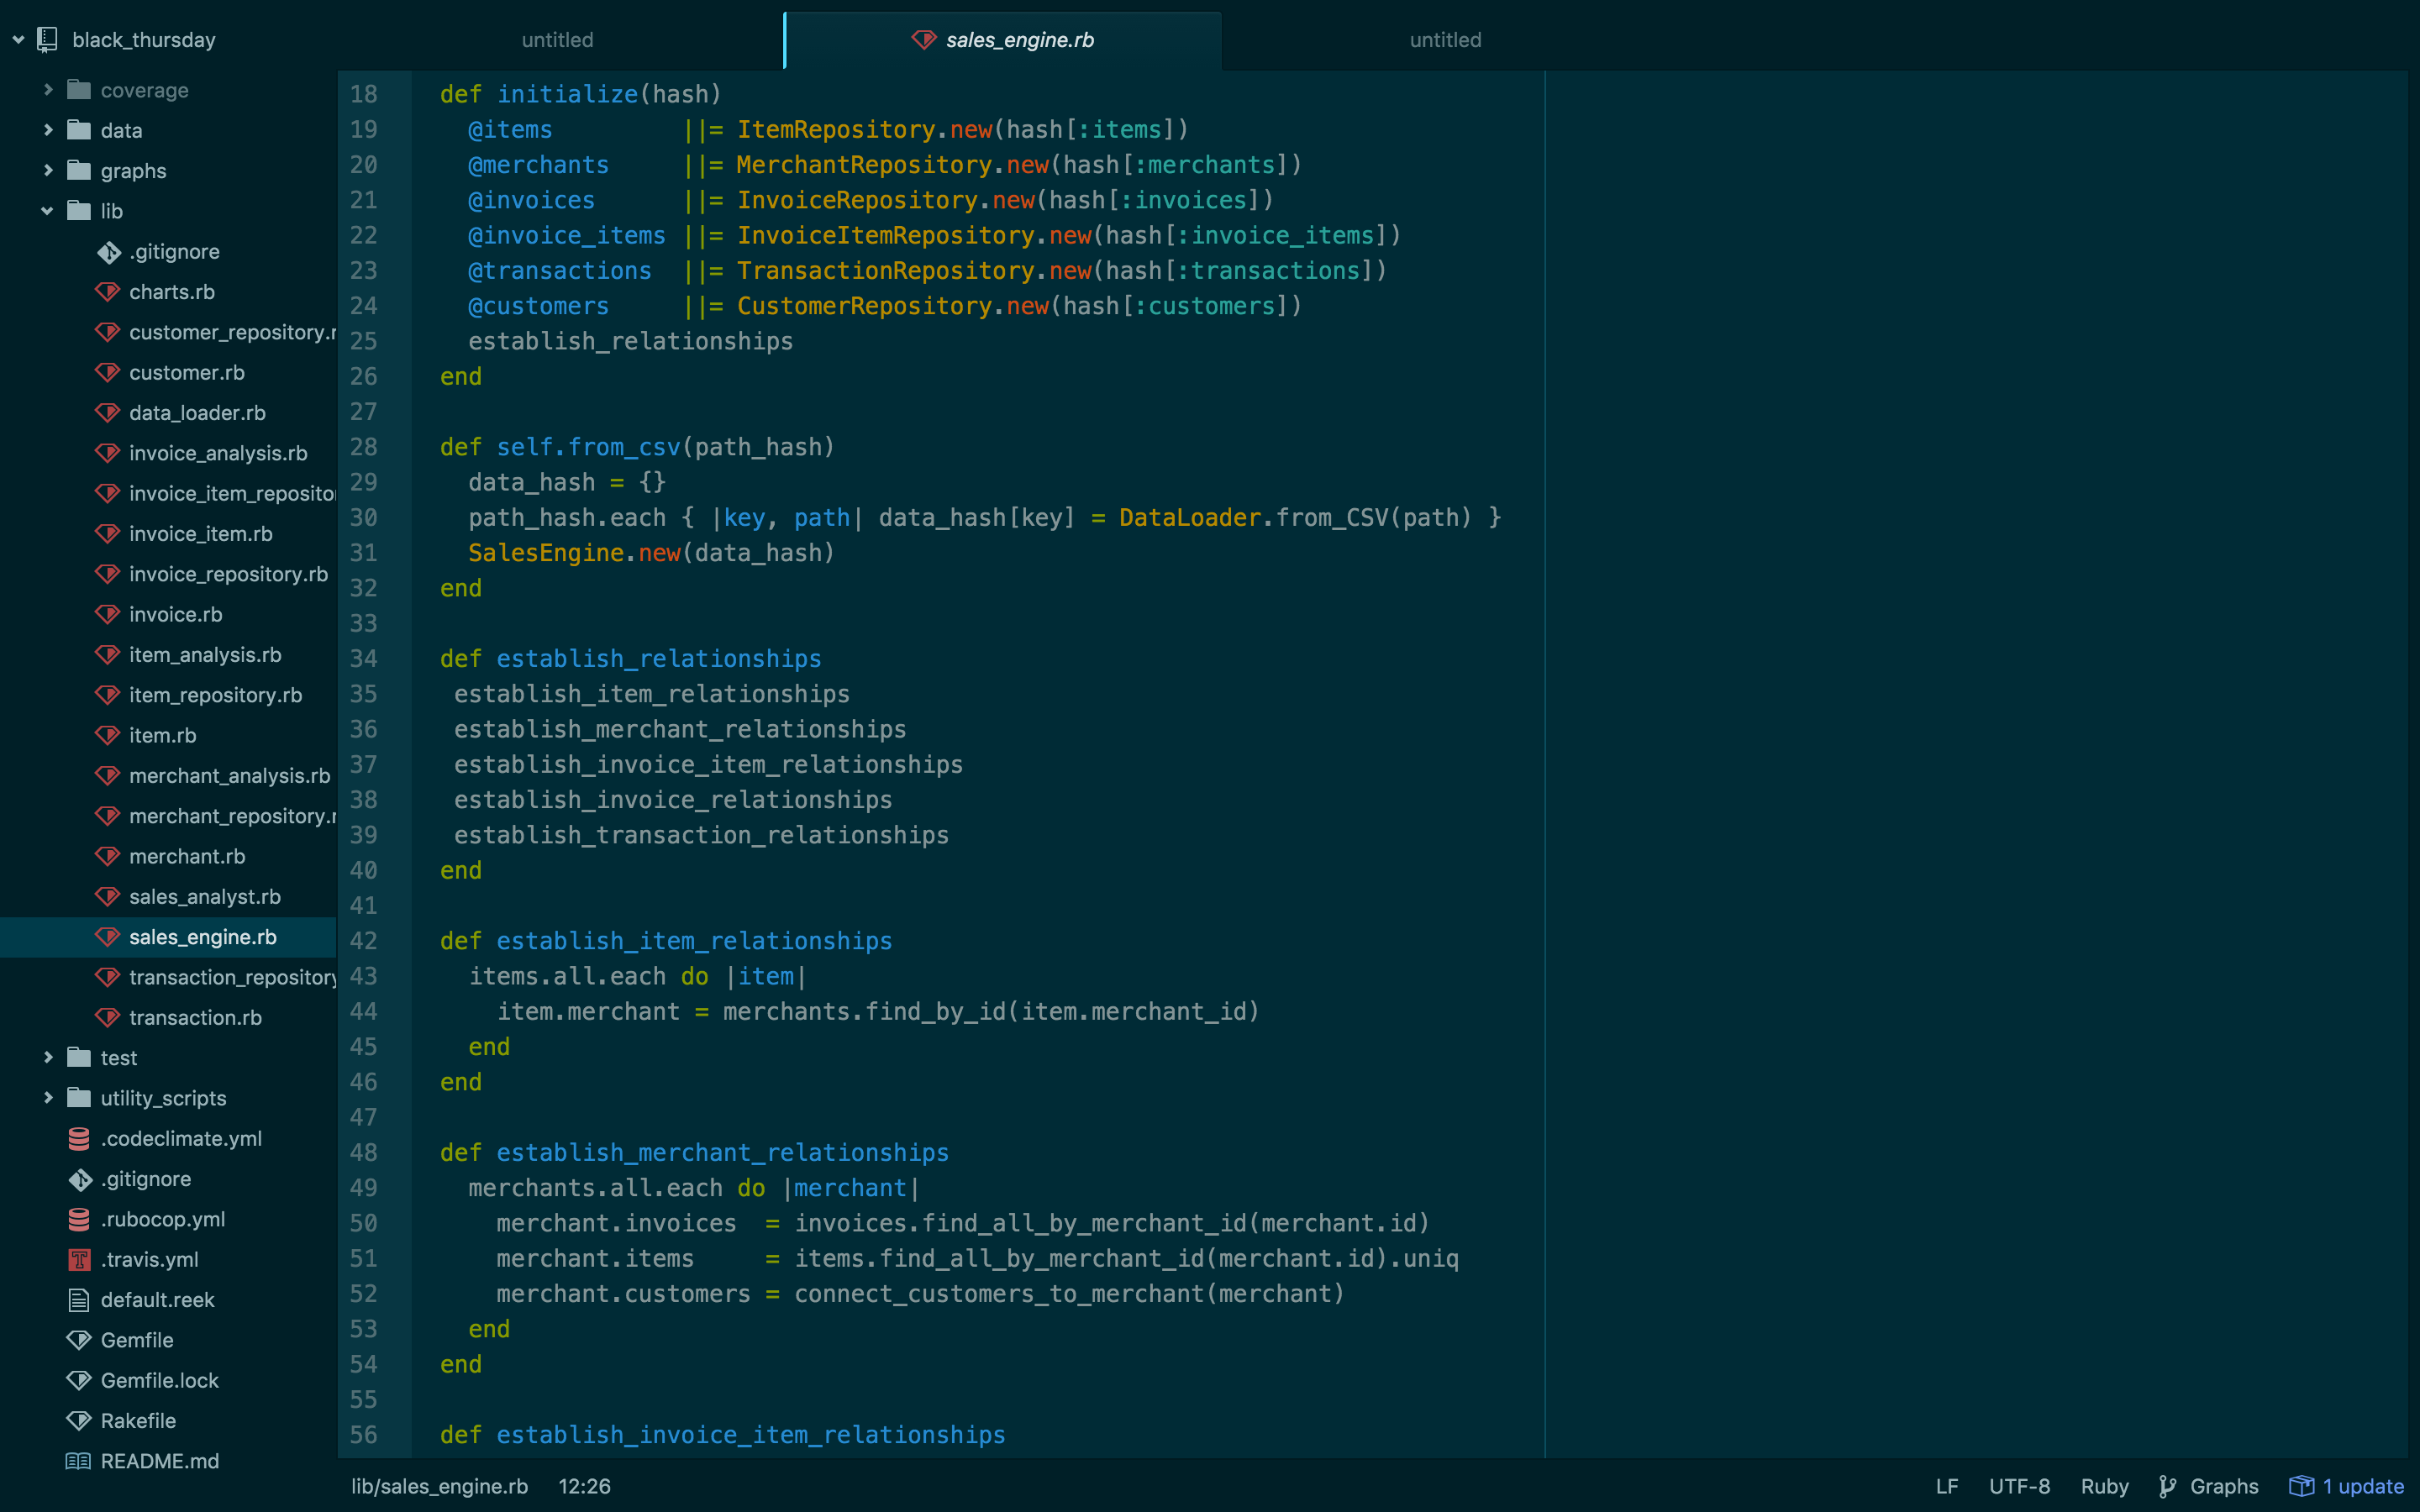 black_thursday
coverage
data
graphs
lib
.gitignore
charts.rb
customer_repository.r
customer.rb
data_loader.rb
invoice_analysis.rb
invoice_item_reposito
invoice_item.rb
invoice_repository.rb
invoice.rb
item_analysis.rb
item_repository.rb
item.rb
merchant_analysis.rb
merchant_repository.r
merchant.rb
sales_analyst.rb
sales_engine.rb
transaction_repository
transaction.rb
test
utility_scripts
.codeclimate.yml
.gitignore
.rubocop.yml
.travis.yml
default.reek
Gemfile
Gemfile.lock
Rakefile
README.md
untitled
sales_engine.rb
untitled
18 def initialize(hash)
19   @items         ||= ItemRepository.new(hash[:items])
20   @merchants     ||= MerchantRepository.new(hash[:merchants])
21   @invoices      ||= InvoiceRepository.new(hash[:invoices])
22   @invoice_items ||= InvoiceItemRepository.new(hash[:invoice_items])
23   @transactions  ||= TransactionRepository.new(hash[:transactions])
24   @customers     ||= CustomerRepository.new(hash[:customers])
25   establish_relationships
26 end
27
28 def self.from_csv(path_hash)
29   data_hash = {}
30   path_hash.each { |key, path| data_hash[key] = DataLoader.from_CSV(path) }
31   SalesEngine.new(data_hash)
32 end
33
34 def establish_relationships
35  establish_item_relationships
36  establish_merchant_relationships
37  establish_invoice_item_relationships
38  establish_invoice_relationships
39  establish_transaction_relationships
40 end
41
42 def establish_item_relationships
43   items.all.each do |item|
44     item.merchant = merchants.find_by_id(item.merchant_id)
45   end
46 end
47
48 def establish_merchant_relationships
49   merchants.all.each do |merchant|
50     merchant.invoices  = invoices.find_all_by_merchant_id(merchant.id)
51     merchant.items     = items.find_all_by_merchant_id(merchant.id).uniq
52     merchant.customers = connect_customers_to_merchant(merchant)
53   end
54 end
55
56 def establish_invoice_item_relationships
lib/sales_engine.rb 12:26
LF UTF-8 Ruby Graphs 1 update